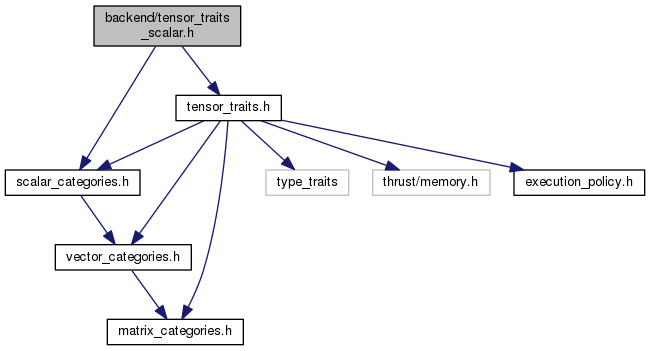 backend/tensor_traits
_scalar.h
tensor_traits.h
scalar_categories.h
type_traits
thrust/memory.h
execution_policy.h
vector_categories.h
matrix_categories.h